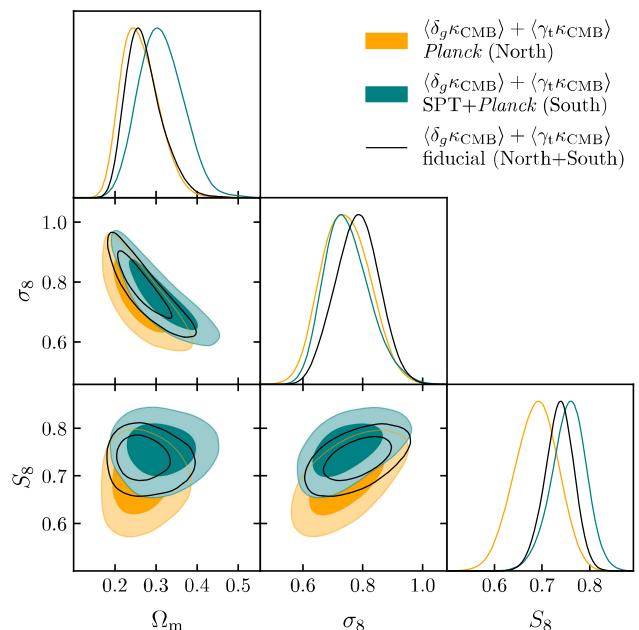 ⟨δgκCMB⟩ + ⟨γtκCMB⟩
Planck (North)
⟨δgκCMB⟩ + ⟨γtκCMB⟩
SPT+Planck (South)
⟨δgκCMB⟩ + ⟨γtκCMB⟩
fiducial (North+South)
1.0
0.8
0.6
σ8
0.8
0.7
0.6
S8
0.2 0.3 0.4 0.5
0.6 0.8 1.0
0.6 0.7 0.8
Ωm
σ8
S8